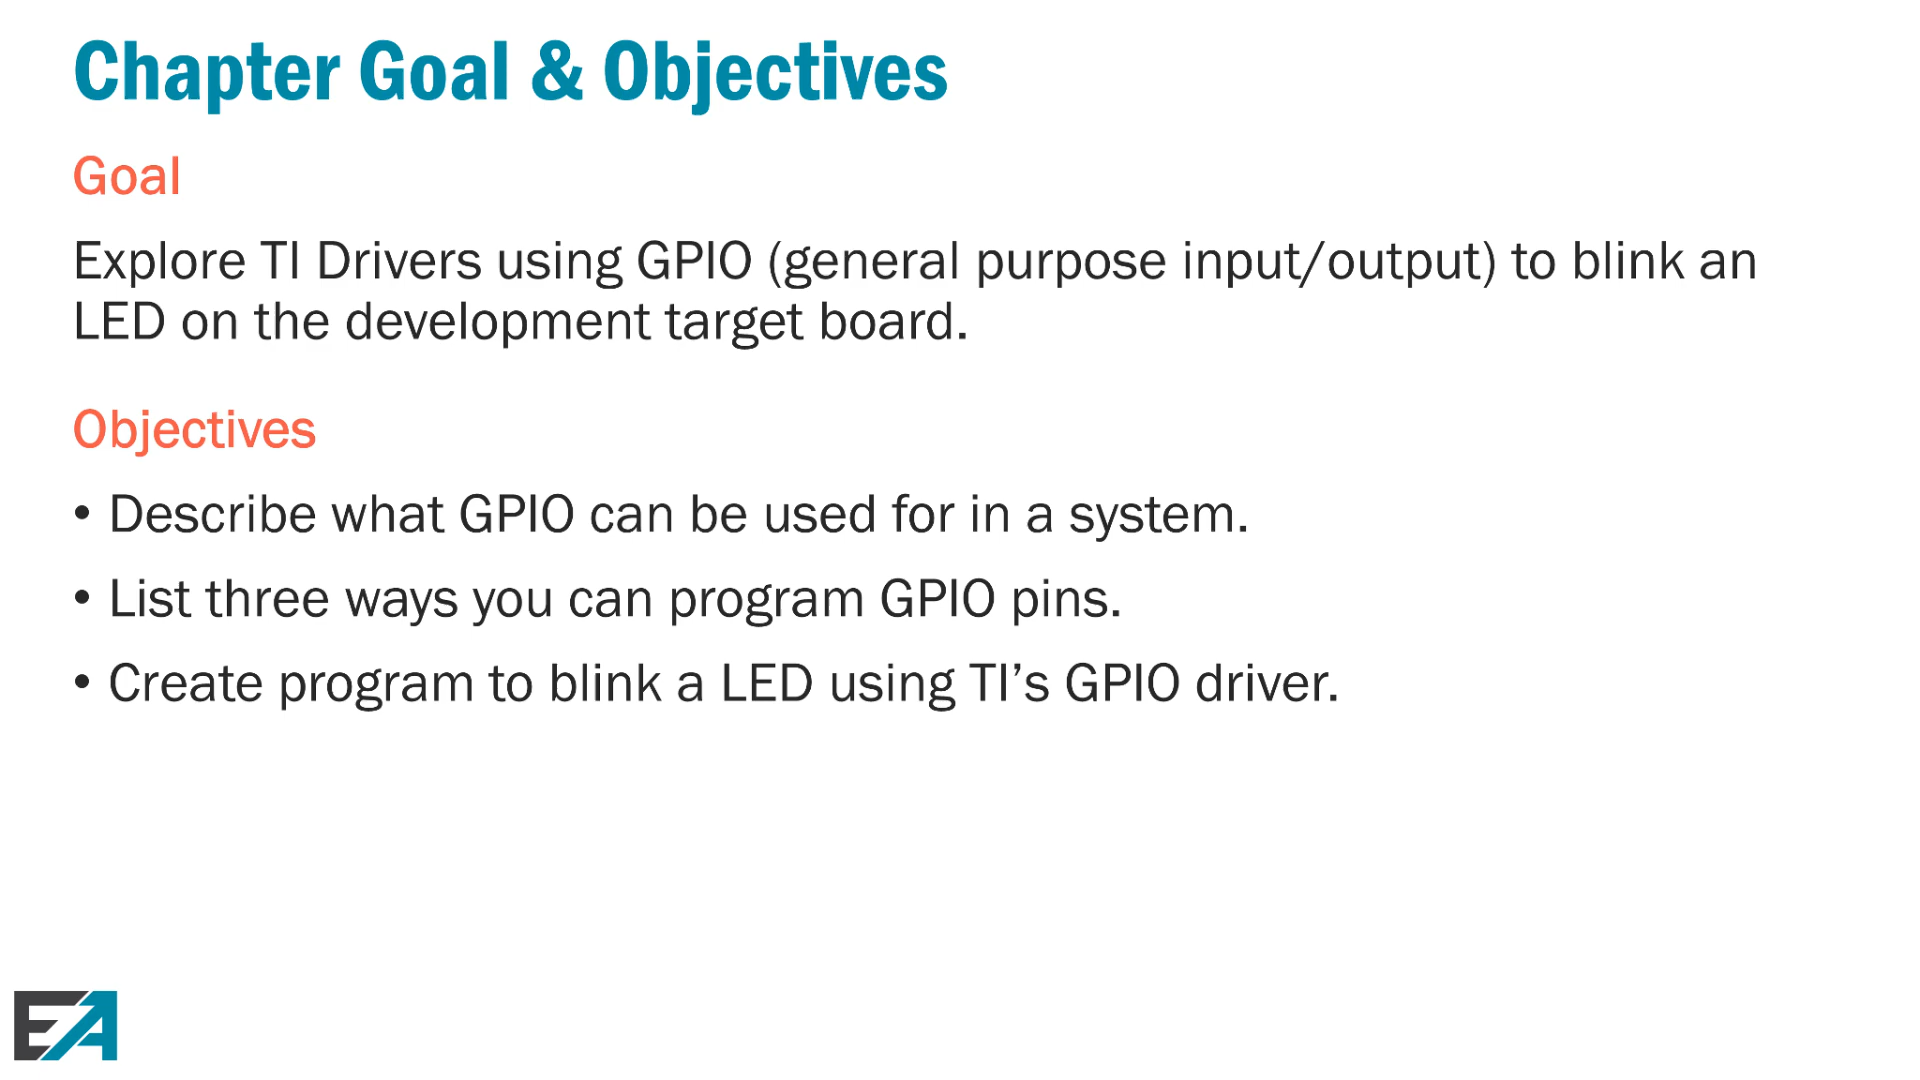 Chapter Goal & Objectives
Goal
Explore TI Drivers using GPIO (general purpose input/output) to blink an
LED on the development target board.
Objectives
• Describe what GPIO can be used for in a system.
• List three ways you can program GPIO pins.
• Create program to blink a LED using TI’s GPIO driver.
EA